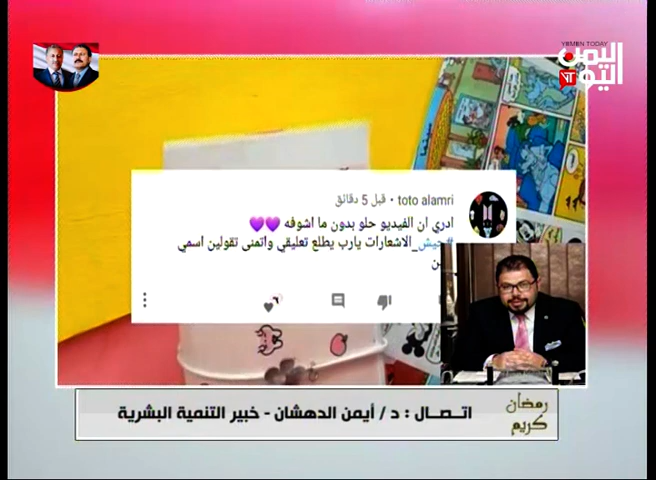 YEMEN TODAY
اليمن
اليوم
toto alamri • قبل 5 دقائق
ادري ان الفيديو حلو بدون ما اشوفه 💜💜
#جيش_الاشعارات يارب يطلع تعليقي واتمنى تقولين اسمي
رمضان
كريم
اتـصـال : د/ أيمن الدهشان - خبير التنمية البشرية